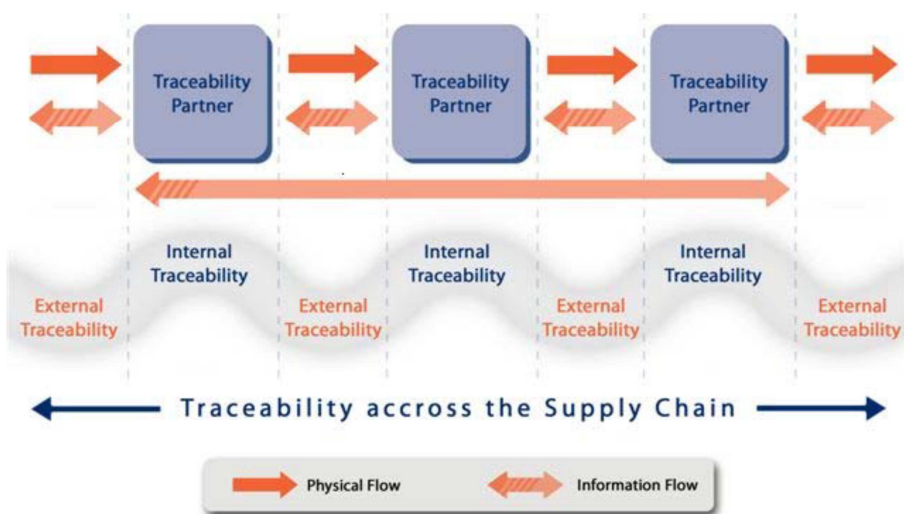 Traceability
Partner
Traceability
Partner
Traceability
Partner
Internal
Traceability
Internal
Traceability
Internal
Traceability
External
Traceability
External
Traceability
External
Traceability
External
Traceability
Traceability accross the Supply Chain
Physical Flow
Information Flow